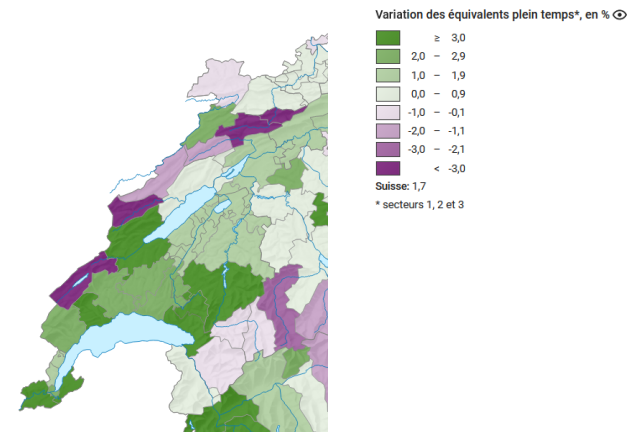 Variation des équivalents plein temps*, en %
≥ 3,0
2,0 – 2,9
1,0 – 1,9
0,0 – 0,9
-1,0 – -0,1
-2,0 – -1,1
-3,0 – -2,1
< -3,0
Suisse: 1,7
* secteurs 1, 2 et 3